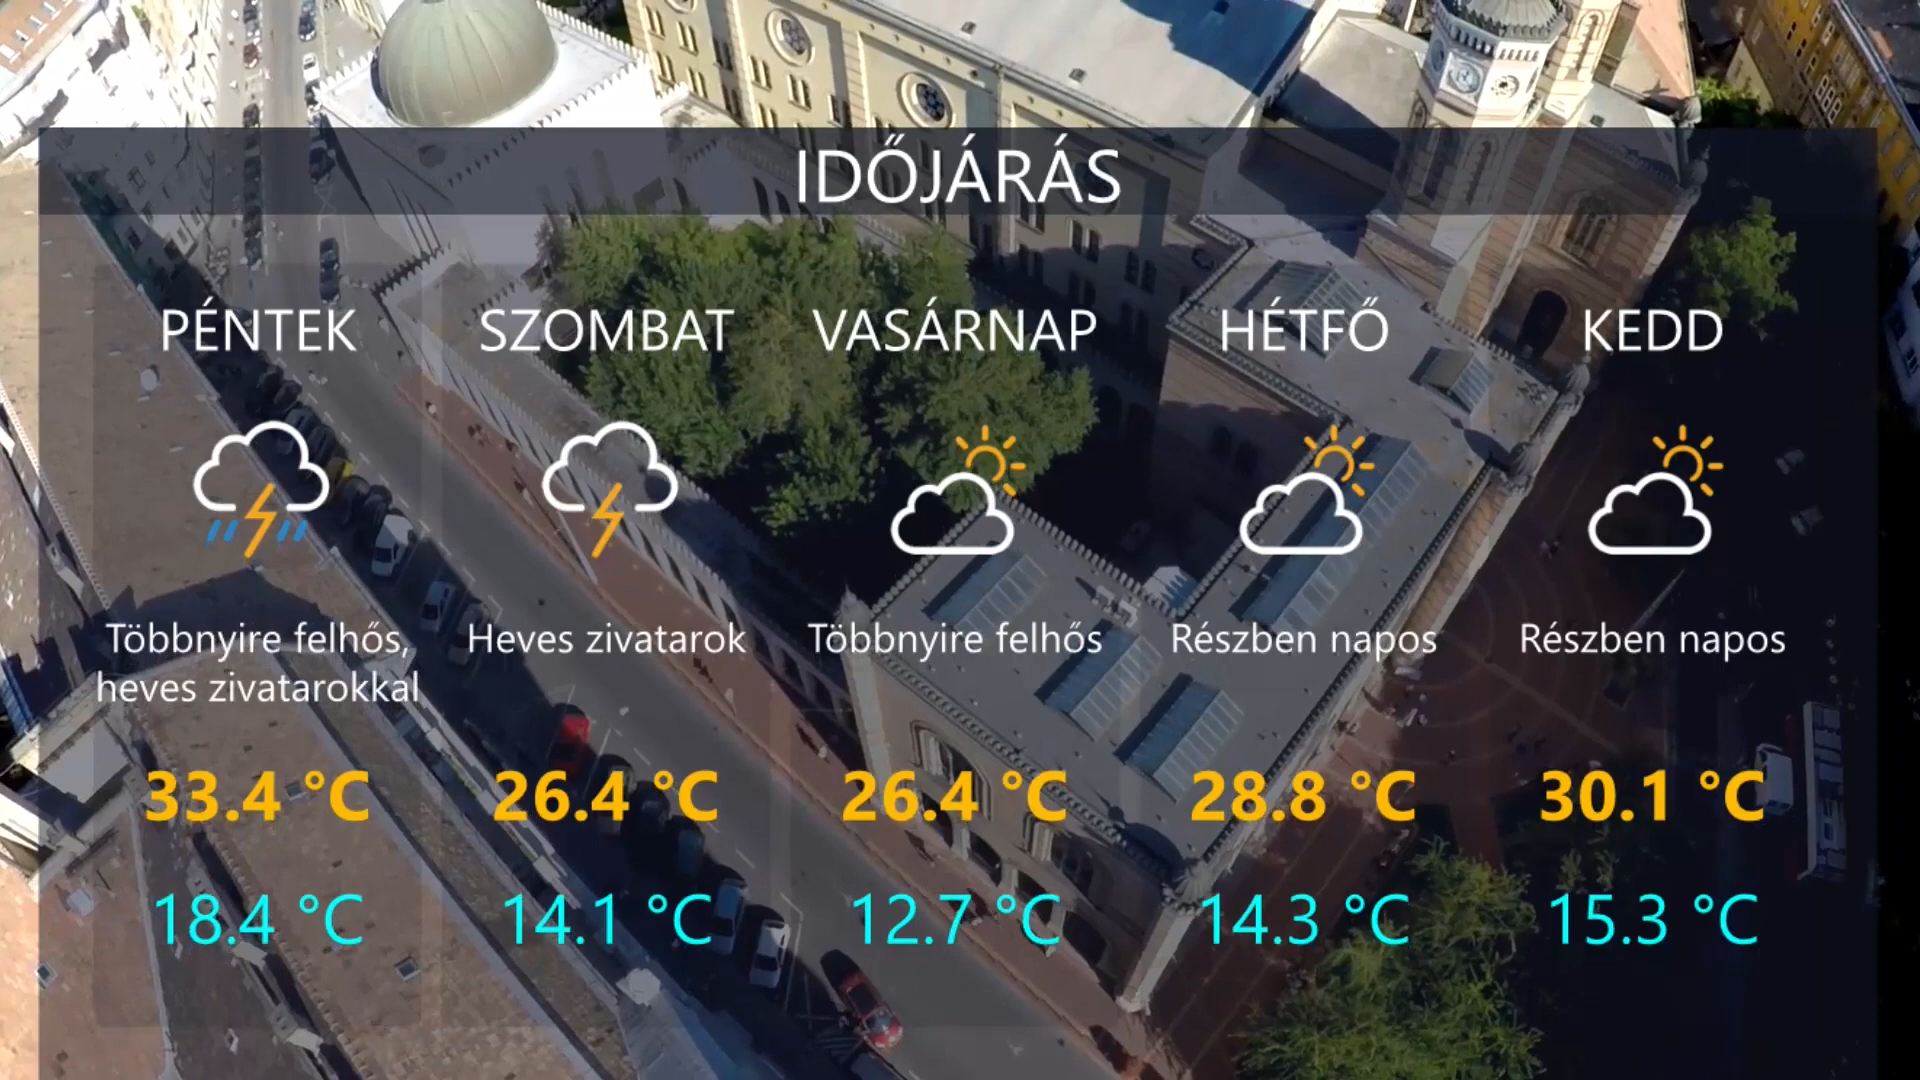 IDŐJÁRÁS
PÉNTEK
Többnyire felhős,
heves zivatarokkal
33.4 °C
18.4 °C
SZOMBAT
Heves zivatarok
26.4 °C
14.1 °C
VASÁRNAP
Többnyire felhős
26.4 °C
12.7 °C
HÉTFŐ
Részben napos
28.8 °C
14.3 °C
KEDD
Részben napos
30.1 °C
15.3 °C